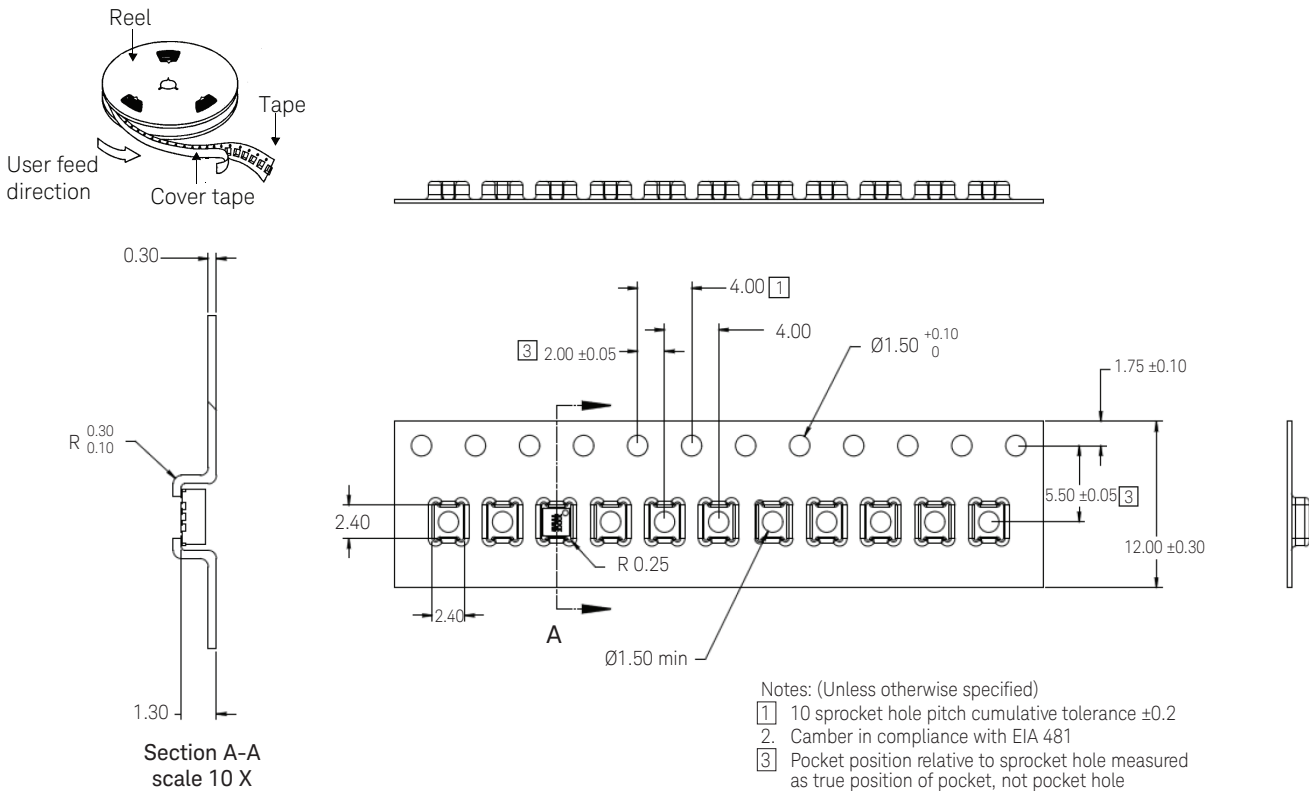 Reel
Tape
User feed
direction
Cover tape
0.30
4.00 1
4.00
3 2.00 ±0.05
Ø1.50 +0.10
0
1.75 ±0.10
R 0.30
0.10
5.50 ±0.05 3
2.40
R 0.25
12.00 ±0.30
2.40
A
Ø1.50 min
1.30
Section A-A
scale 10 X
Notes: (Unless otherwise specified)
1 10 sprocket hole pitch cumulative tolerance ±0.2
2. Camber in compliance with EIA 481
3 Pocket position relative to sprocket hole measured
as true position of pocket, not pocket hole